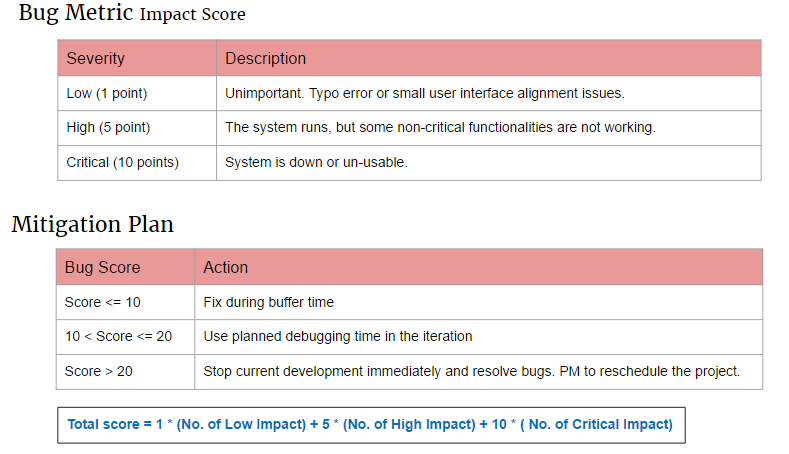 Bug Metric Impact Score
Severity Description
Low (1 point) Unimportant. Typo error or small user interface alignment issues.
High (5 point) The system runs, but some non-critical functionalities are not working.
Critical (10 points) System is down or un-usable.
Mitigation Plan
Bug Score Action
Score <= 10 Fix during buffer time
10 < Score <= 20 Use planned debugging time in the iteration
Score > 20 Stop current development immediately and resolve bugs. PM to reschedule the project.
Total score = 1 * (No. of Low Impact) + 5 * (No. of High Impact) + 10 * ( No. of Critical Impact)